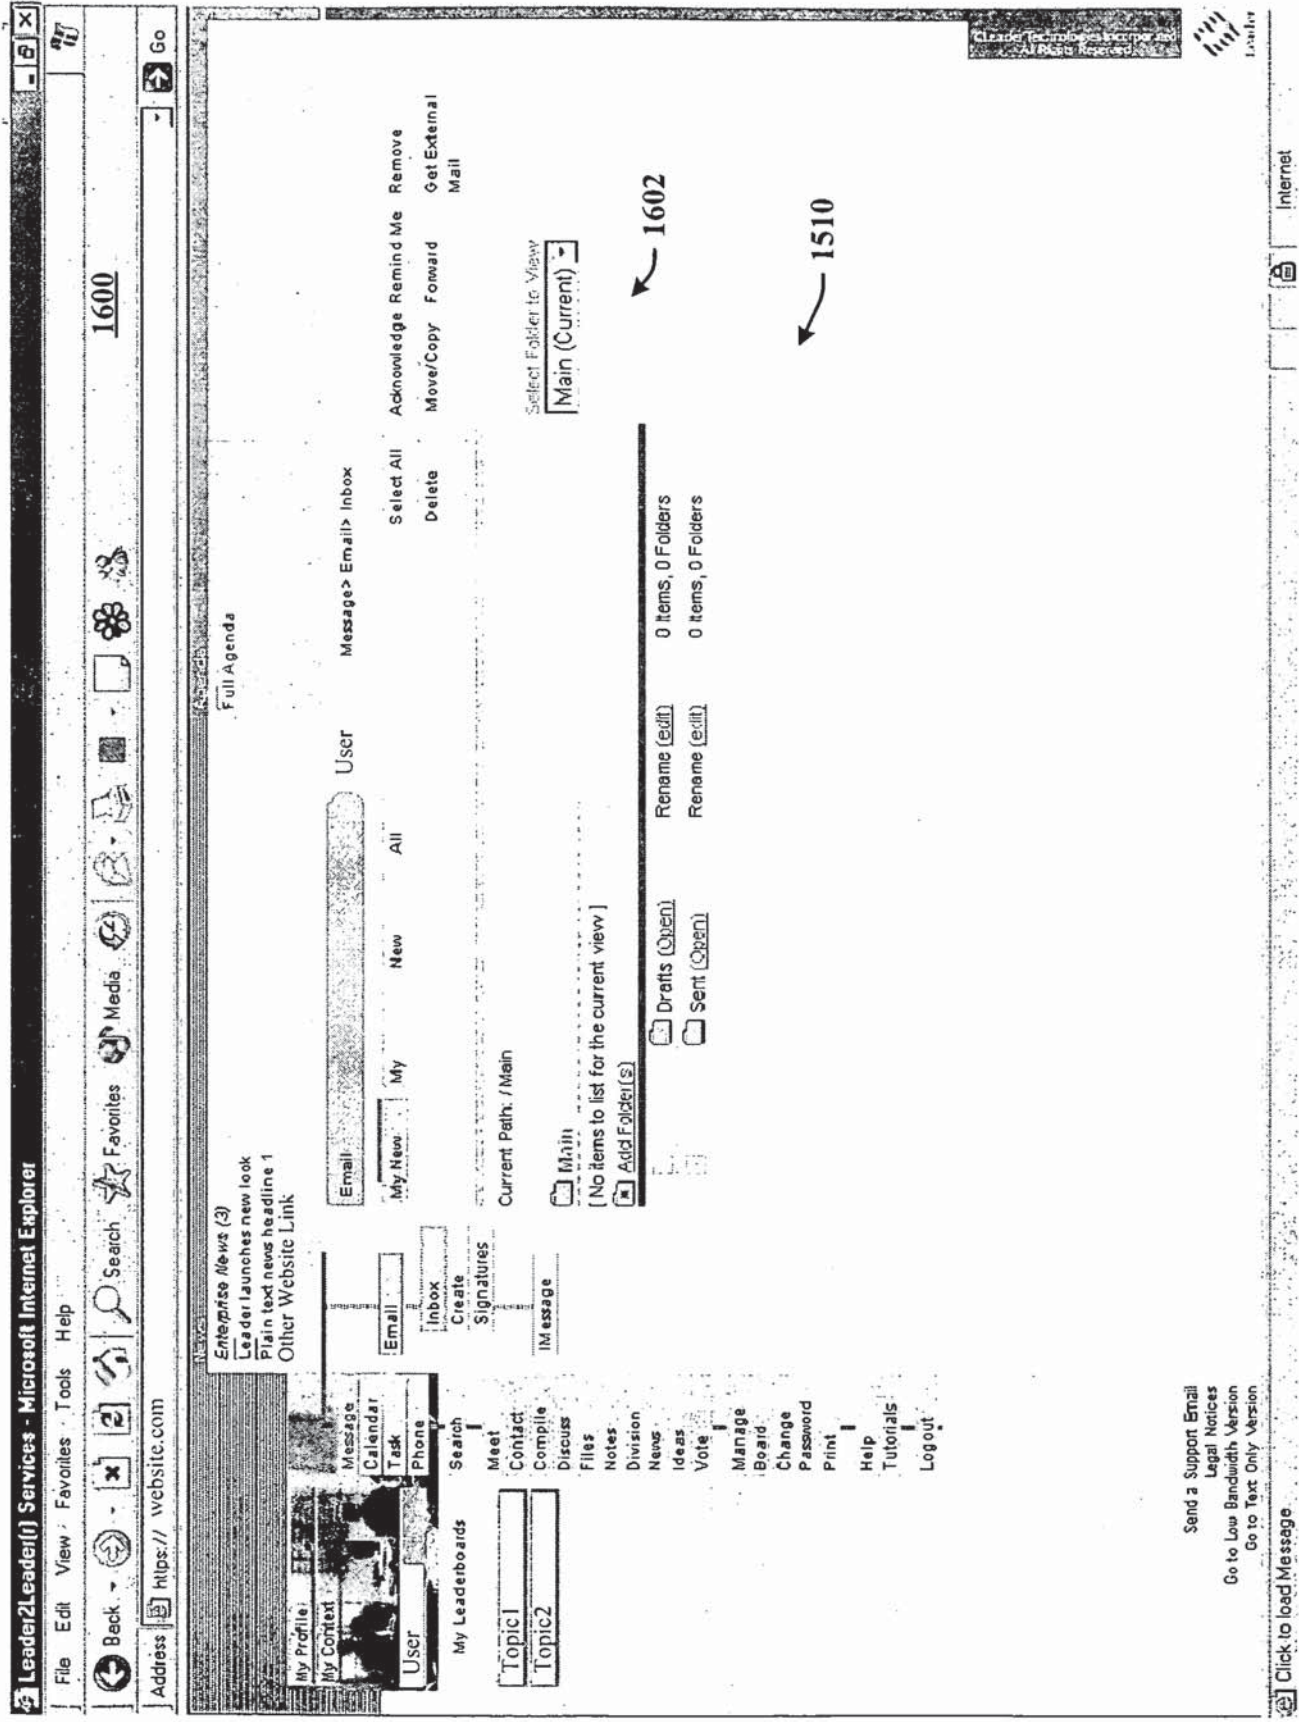 Leader2Leader(r) Services - Microsoft Internet Explorer
File Edit View Favorites Tools Help
1600
Back Search Favorites Media
Address https:// website.com Go
News
Enterprise News (3)
Leader launches new look
Plain text news headline 1
Other Website Link
Full Agenda
My Profile
My Context
User
Message
Calendar
Task
Phone
Search
Meet
Contact
Compile
Discuss
Files
Notes
Division
News
Ideas
Vote
Manage
Board
Change
Password
Print
Help
Tutorials
Logout
My Leaderboards
Topic1
Topic2
Email
Inbox
Create
Signatures
IMessage
Email User Message> Email> Inbox
My New My New All
Select All Acknowledge Remind Me Remove
Delete Move/Copy Forward Get External
Mail
Current Path: /Main
Select Folder to View
Main (Current)
Main
[ No items to list for the current view ]
Add Folder(s)
1602
Drafts (Open) Rename (edit) 0 Items, 0 Folders
Sent (Open) Rename (edit) 0 Items, 0 Folders
1510
Leader Technologies Incorporated
All Rights Reserved
Leader
Send a Support Email
Legal Notices
Go to Low Bandwidth Version
Go to Text Only Version
Click to load Message Internet